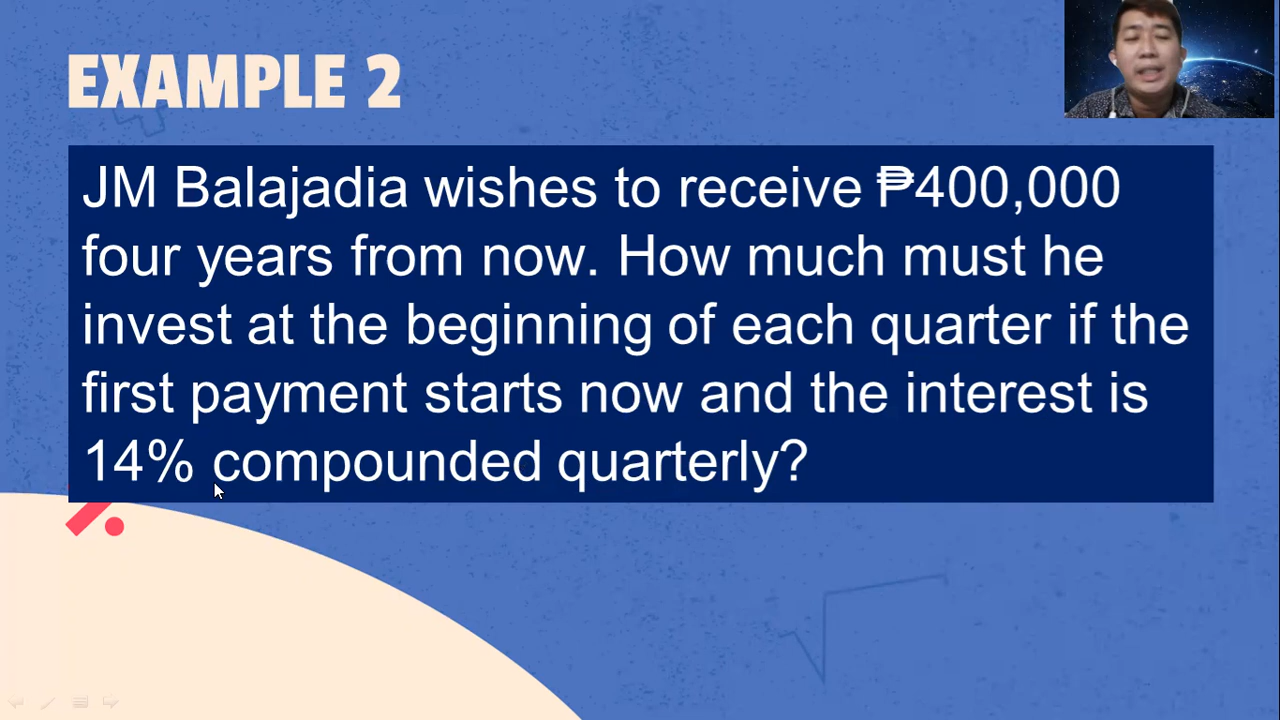 EXAMPLE 2
JM Balajadia wishes to receive ₱400,000
four years from now. How much must he
invest at the beginning of each quarter if the
first payment starts now and the interest is
14% compounded quarterly?